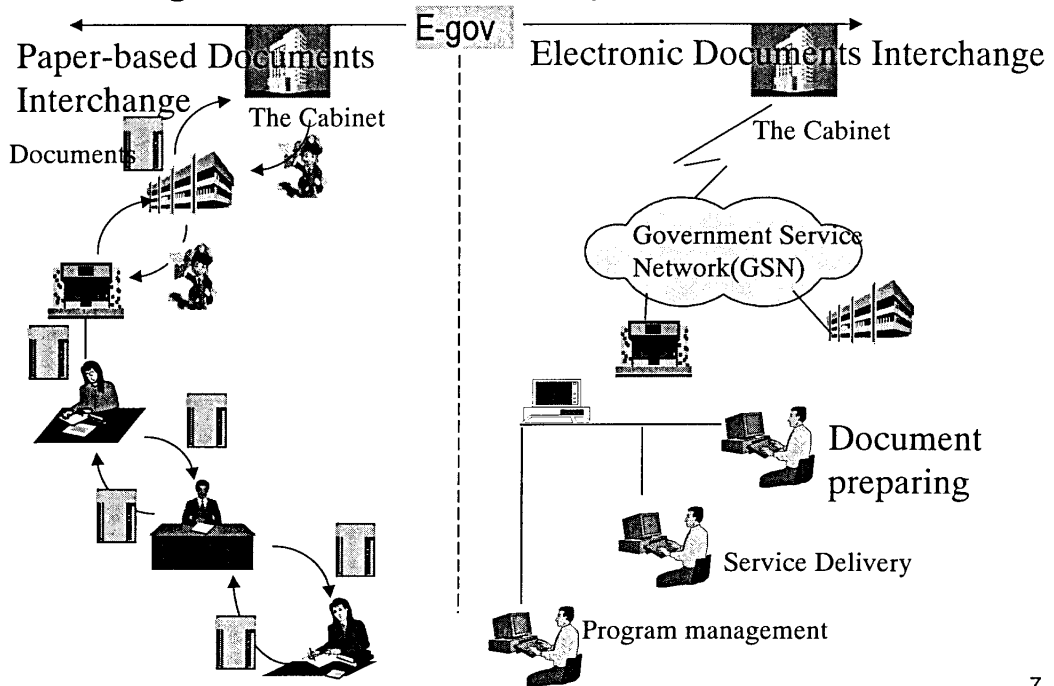 E-gov
Paper-based Documents
Interchange
The Cabinet
Documents
Electronic Documents Interchange
The Cabinet
Government Service
Network(GSN)
Document
preparing
Service Delivery
Program management
7